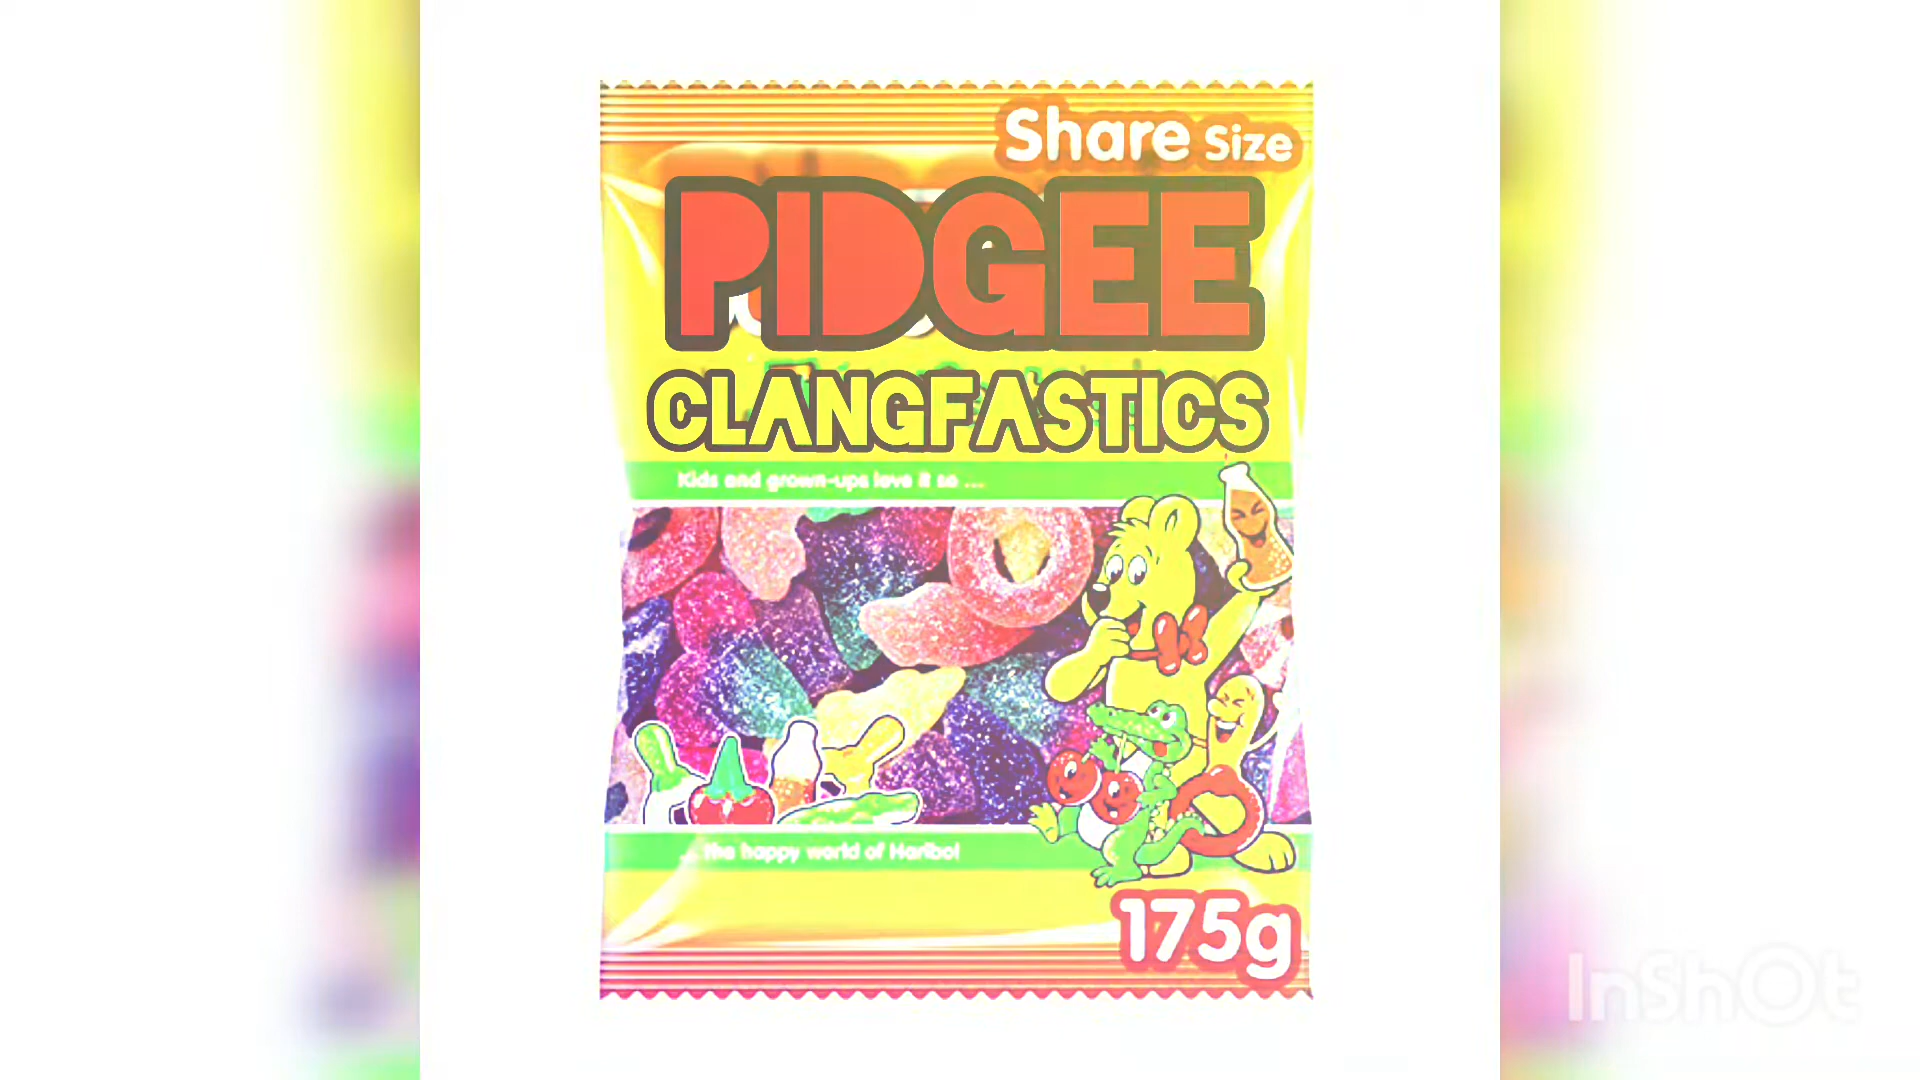 Share Size
PIDGEE
CLANGFASTICS
Kids and grown-ups love it so ...
... the happy world of Haribo!
175g
InShOt